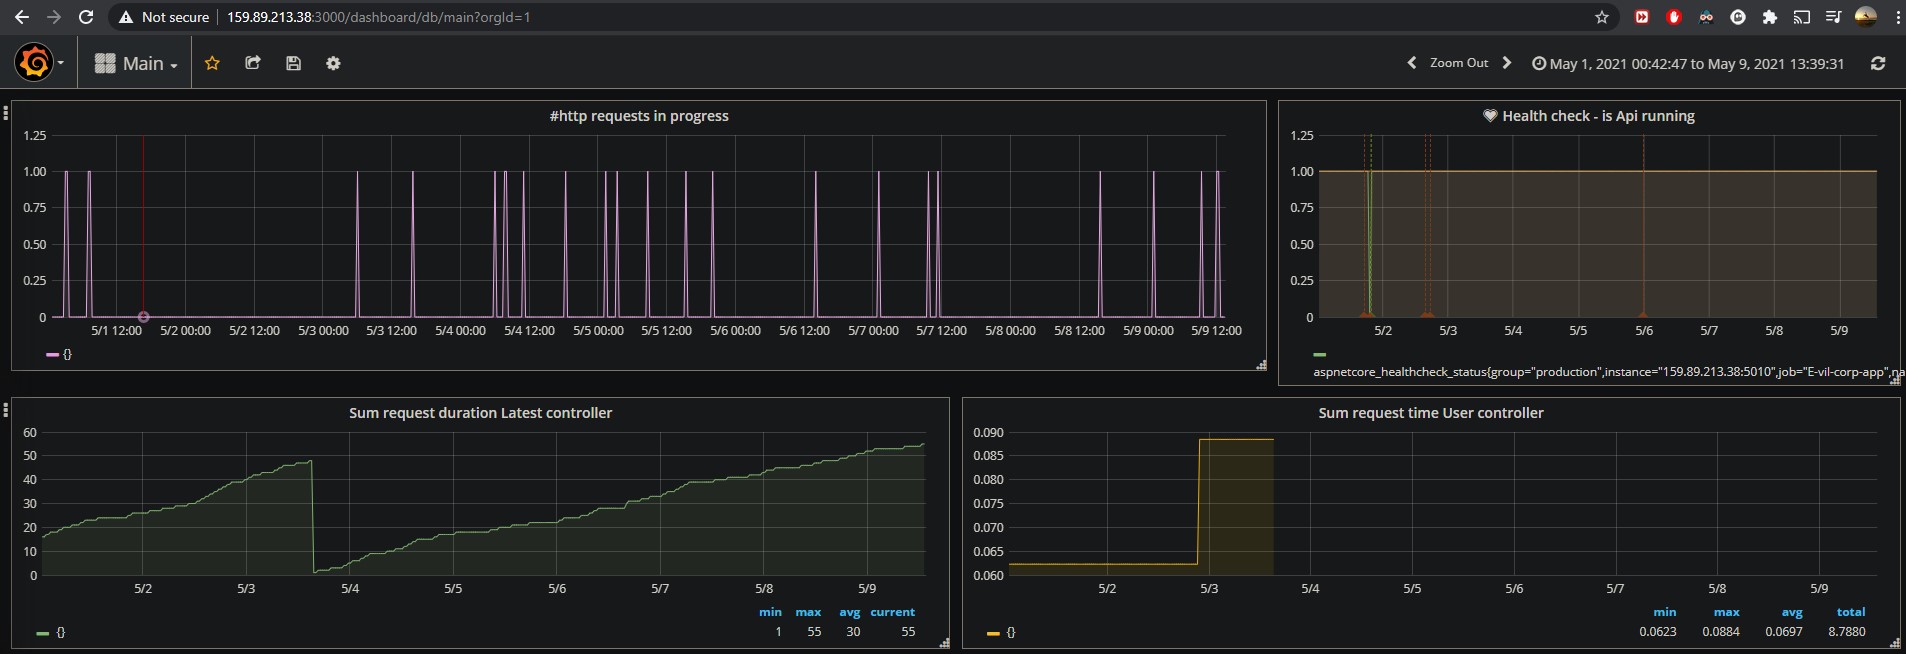 Not secure | 159.89.213.38:3000/dashboard/db/main?orgId=1
Main
Zoom Out
May 1, 2021 00:42:47 to May 9, 2021 13:39:31
#http requests in progress
1.25
1.00
0.75
0.50
0.25
0
5/1 12:00 5/2 00:00 5/2 12:00 5/3 00:00 5/3 12:00 5/4 00:00 5/4 12:00 5/5 00:00 5/5 12:00 5/6 00:00 5/6 12:00 5/7 00:00 5/7 12:00 5/8 00:00 5/8 12:00 5/9 00:00 5/9 12:00
{}
Health check - is Api running
1.25
1.00
0.75
0.50
0.25
0
5/2 5/3 5/4 5/5 5/6 5/7 5/8 5/9
aspnetcore_healthcheck_status{group="production",instance="159.89.213.38:5010",job="E-vil-corp-app",na
Sum request duration Latest controller
60
50
40
30
20
10
0
5/2 5/3 5/4 5/5 5/6 5/7 5/8 5/9
min max avg current
{} 1 55 30 55
Sum request time User controller
0.090
0.085
0.080
0.075
0.070
0.065
0.060
5/2 5/3 5/4 5/5 5/6 5/7 5/8 5/9
min max avg total
{} 0.0623 0.0884 0.0697 8.7880